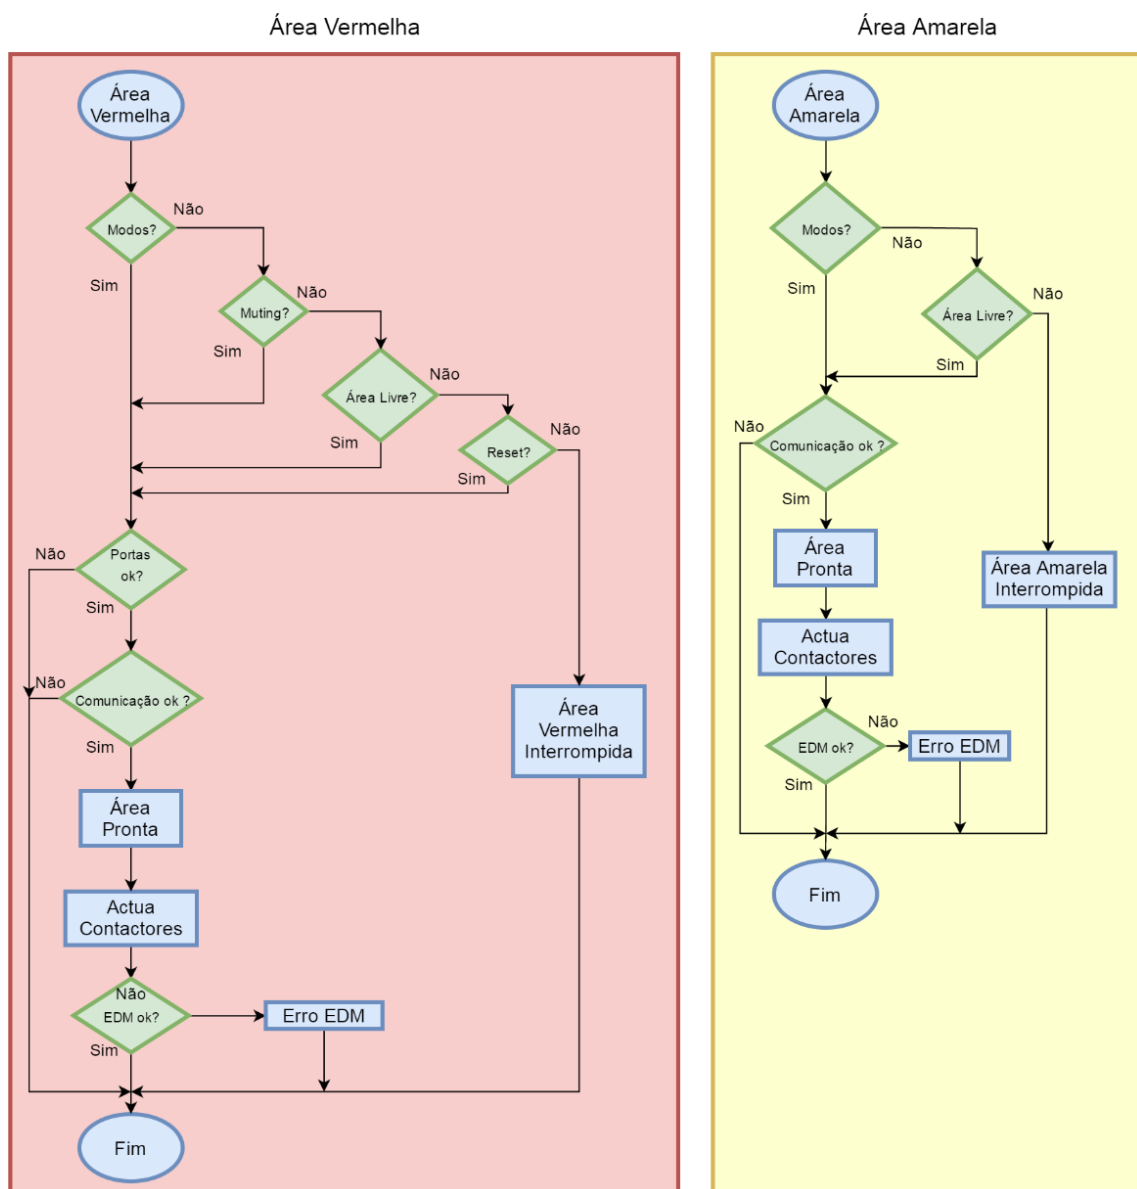 Área Vermelha
Área
Vermelha
Modos?
Não
Sim
Muting?
Não
Sim
Área Livre?
Não
Sim
Reset?
Não
Sim
Portas
ok?
Não
Sim
Comunicação ok ?
Não
Sim
Área
Vermelha
Interrompida
Área
Pronta
Actua
Contactores
Não
EDM ok?
Sim
Erro EDM
Fim
Área Amarela
Área
Amarela
Modos?
Não
Sim
Área Livre?
Não
Sim
Comunicação ok ?
Não
Sim
Área
Pronta
Área Amarela
Interrompida
Actua
Contactores
EDM ok?
Não
Sim
Erro EDM
Fim